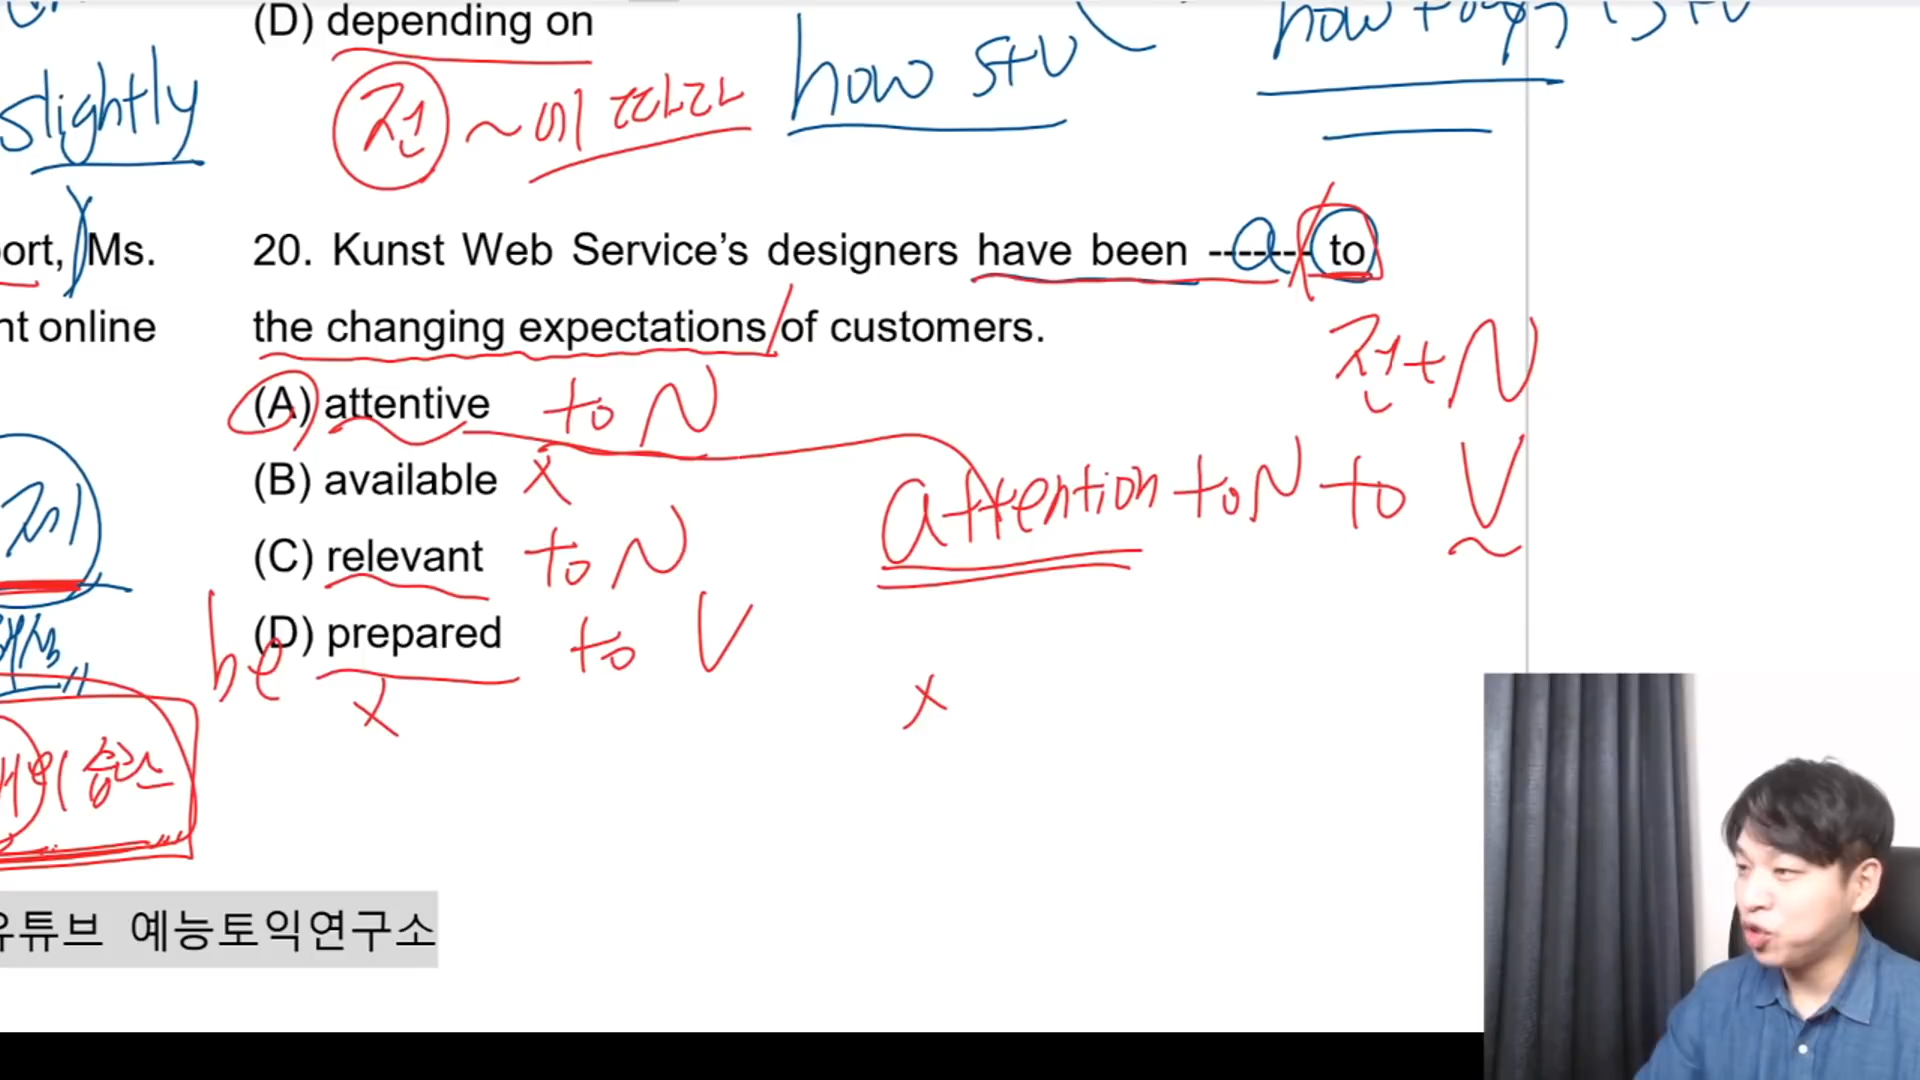 (D) depending on
how S+V
slightly
전 ~에 따라
ort, Ms.
nt online
20. Kunst Web Service's designers have been ------- to
a
the changing expectations of customers.
전+N
(A) attentive to N
(B) available X
attention to N to V
(C) relevant to N
be (D) prepared to V
X
X
유튜브 예능토익연구소